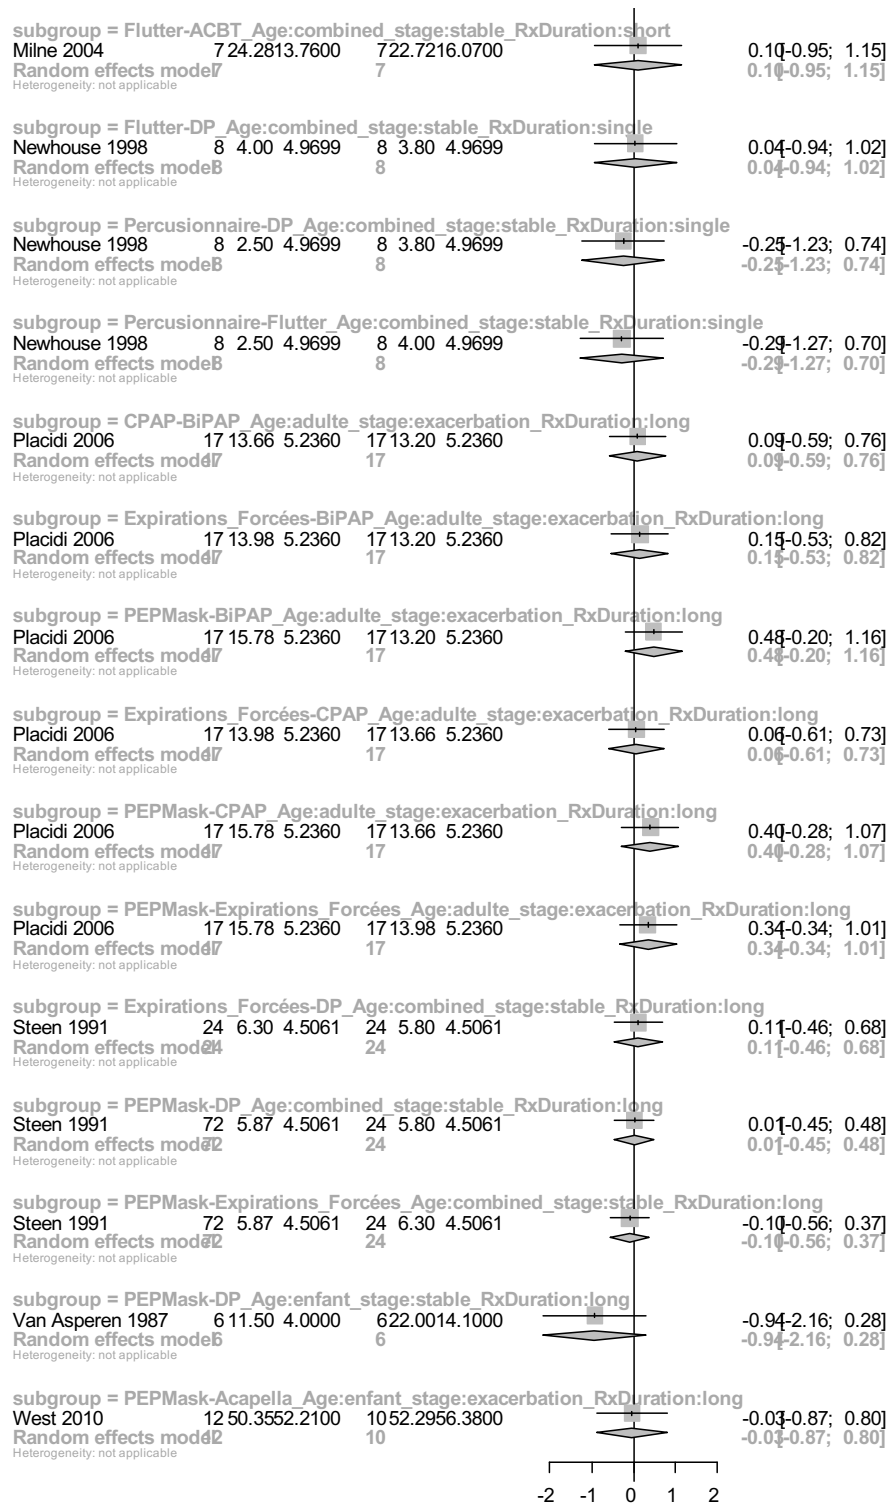 subgroup = Flutter-ACBT_Age:combined_stage:stable_RxDuration:short
Milne 2004 7 24.28 13.7600 7 22.72 16.0700 0.10 [-0.95; 1.15]
Random effects model 7 7 0.10 [-0.95; 1.15]
Heterogeneity: not applicable
subgroup = Flutter-DP_Age:combined_stage:stable_RxDuration:single
Newhouse 1998 8 4.00 4.9699 8 3.80 4.9699 0.04 [-0.94; 1.02]
Random effects model 8 8 0.04 [-0.94; 1.02]
Heterogeneity: not applicable
subgroup = Percusionnaire-DP_Age:combined_stage:stable_RxDuration:single
Newhouse 1998 8 2.50 4.9699 8 3.80 4.9699 -0.25 [-1.23; 0.74]
Random effects model 8 8 -0.25 [-1.23; 0.74]
Heterogeneity: not applicable
subgroup = Percusionnaire-Flutter_Age:combined_stage:stable_RxDuration:single
Newhouse 1998 8 2.50 4.9699 8 4.00 4.9699 -0.29 [-1.27; 0.70]
Random effects model 8 8 -0.29 [-1.27; 0.70]
Heterogeneity: not applicable
subgroup = CPAP-BiPAP_Age:adulte_stage:exacerbation_RxDuration:long
Placidi 2006 17 13.66 5.2360 17 13.20 5.2360 0.09 [-0.59; 0.76]
Random effects model 17 17 0.09 [-0.59; 0.76]
Heterogeneity: not applicable
subgroup = Expirations_Forcées-BiPAP_Age:adulte_stage:exacerbation_RxDuration:long
Placidi 2006 17 13.98 5.2360 17 13.20 5.2360 0.15 [-0.53; 0.82]
Random effects model 17 17 0.15 [-0.53; 0.82]
Heterogeneity: not applicable
subgroup = PEPMask-BiPAP_Age:adulte_stage:exacerbation_RxDuration:long
Placidi 2006 17 15.78 5.2360 17 13.20 5.2360 0.48 [-0.20; 1.16]
Random effects model 17 17 0.48 [-0.20; 1.16]
Heterogeneity: not applicable
subgroup = Expirations_Forcées-CPAP_Age:adulte_stage:exacerbation_RxDuration:long
Placidi 2006 17 13.98 5.2360 17 13.66 5.2360 0.06 [-0.61; 0.73]
Random effects model 17 17 0.06 [-0.61; 0.73]
Heterogeneity: not applicable
subgroup = PEPMask-CPAP_Age:adulte_stage:exacerbation_RxDuration:long
Placidi 2006 17 15.78 5.2360 17 13.66 5.2360 0.40 [-0.28; 1.07]
Random effects model 17 17 0.40 [-0.28; 1.07]
Heterogeneity: not applicable
subgroup = PEPMask-Expirations_Forcées_Age:adulte_stage:exacerbation_RxDuration:long
Placidi 2006 17 15.78 5.2360 17 13.98 5.2360 0.34 [-0.34; 1.01]
Random effects model 17 17 0.34 [-0.34; 1.01]
Heterogeneity: not applicable
subgroup = Expirations_Forcées-DP_Age:combined_stage:stable_RxDuration:long
Steen 1991 24 6.30 4.5061 24 5.80 4.5061 0.11 [-0.46; 0.68]
Random effects model 24 24 0.11 [-0.46; 0.68]
Heterogeneity: not applicable
subgroup = PEPMask-DP_Age:combined_stage:stable_RxDuration:long
Steen 1991 72 5.87 4.5061 24 5.80 4.5061 0.01 [-0.45; 0.48]
Random effects model 72 24 0.01 [-0.45; 0.48]
Heterogeneity: not applicable
subgroup = PEPMask-Expirations_Forcées_Age:combined_stage:stable_RxDuration:long
Steen 1991 72 5.87 4.5061 24 6.30 4.5061 -0.10 [-0.56; 0.37]
Random effects model 72 24 -0.10 [-0.56; 0.37]
Heterogeneity: not applicable
subgroup = PEPMask-DP_Age:enfant_stage:stable_RxDuration:long
Van Asperen 1987 6 11.50 4.0000 6 22.00 14.1000 -0.94 [-2.16; 0.28]
Random effects model 6 6 -0.94 [-2.16; 0.28]
Heterogeneity: not applicable
subgroup = PEPMask-Acapella_Age:enfant_stage:exacerbation_RxDuration:long
West 2010 12 50.35 52.2100 10 52.29 56.3800 -0.03 [-0.87; 0.80]
Random effects model 12 10 -0.03 [-0.87; 0.80]
Heterogeneity: not applicable
-2 -1 0 1 2